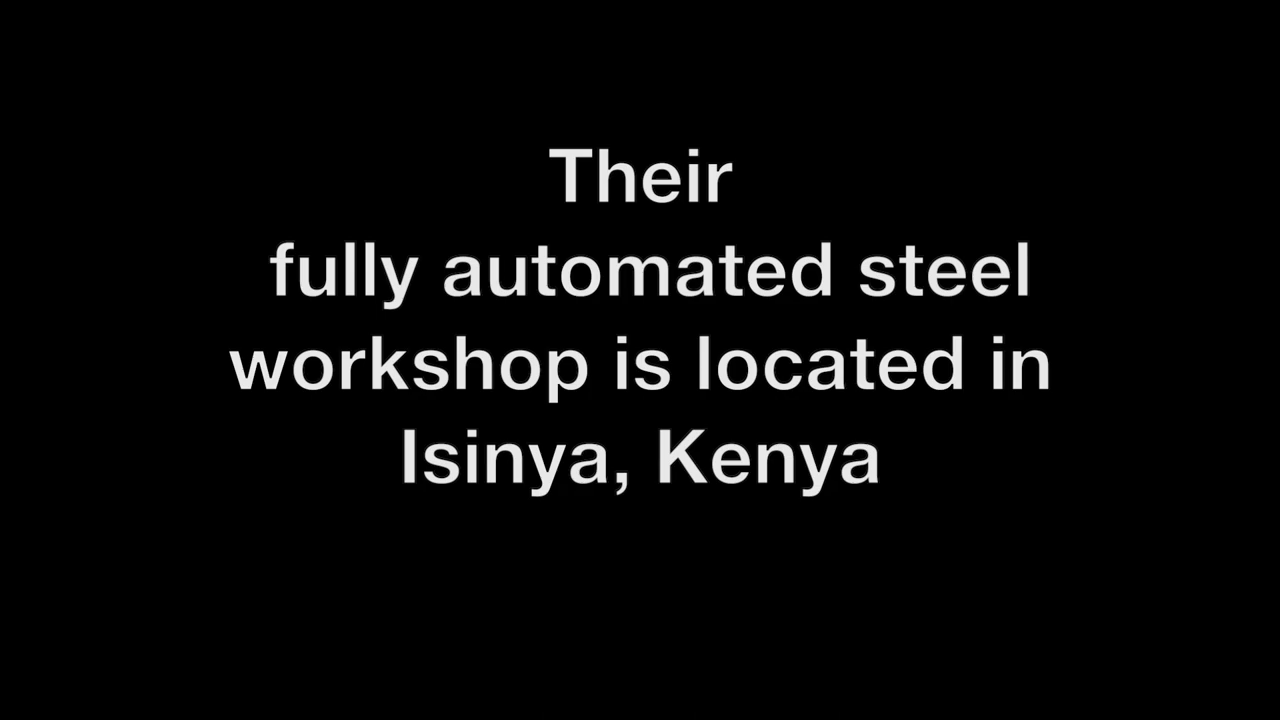 Their
fully automated steel
workshop is located in
Isinya, Kenya